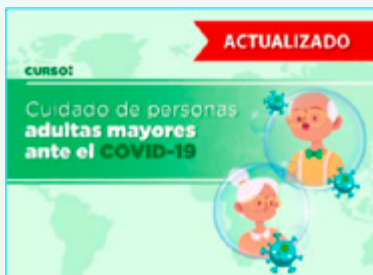 ACTUALIZADO
CURSO:
Cuidado de personas
adultas mayores
ante el COVID-19